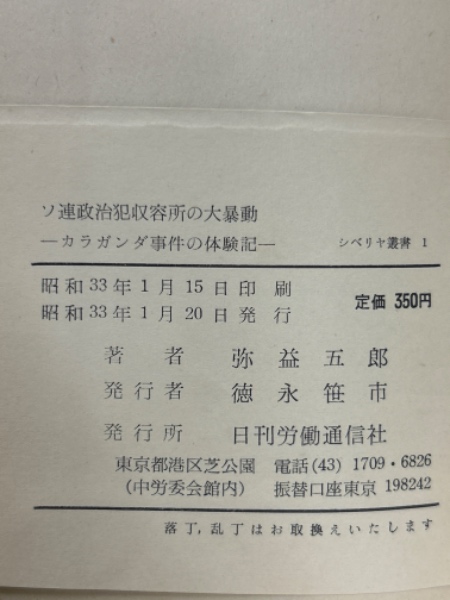 ソ連政治犯収容所の大暴動
―カラガンダ事件の体験記― シベリヤ叢書 1
昭和33年1月15日印刷
昭和33年1月20日発行
定価 350円
著者 弥益五郎
発行者 徳永笹市
発行所 日刊労働通信社
東京都港区芝公園 電話(43) 1709・6826
(中労委会館内) 振替口座東京 198242
落丁,乱丁はお取換えいたします